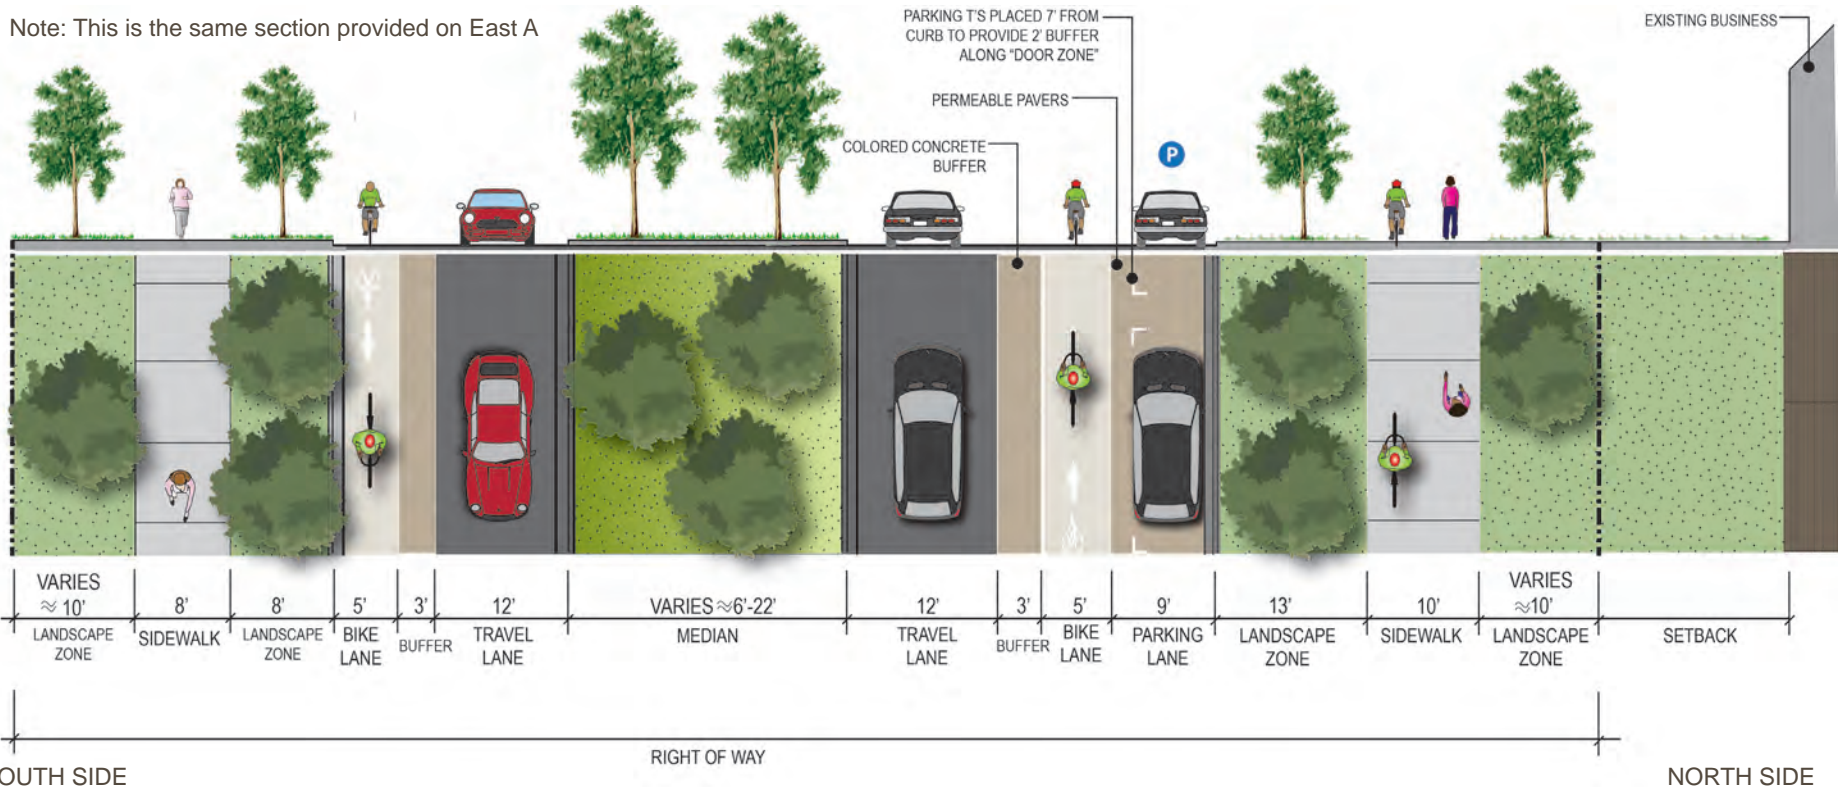 Note: This is the same section provided on East A
PARKING T'S PLACED 7' FROM
CURB TO PROVIDE 2' BUFFER
ALONG "DOOR ZONE"
EXISTING BUSINESS
PERMEABLE PAVERS
COLORED CONCRETE
BUFFER
P
VARIES
≈ 10'
8'
8'
5'
3'
12'
VARIES ≈6'-22'
12'
3'
5'
9'
13'
10'
VARIES
≈10'
LANDSCAPE
ZONE
SIDEWALK
LANDSCAPE
ZONE
BIKE
LANE
BUFFER
TRAVEL
LANE
MEDIAN
TRAVEL
LANE
BUFFER
BIKE
LANE
PARKING
LANE
LANDSCAPE
ZONE
SIDEWALK
LANDSCAPE
ZONE
SETBACK
RIGHT OF WAY
OUTH SIDE
NORTH SIDE